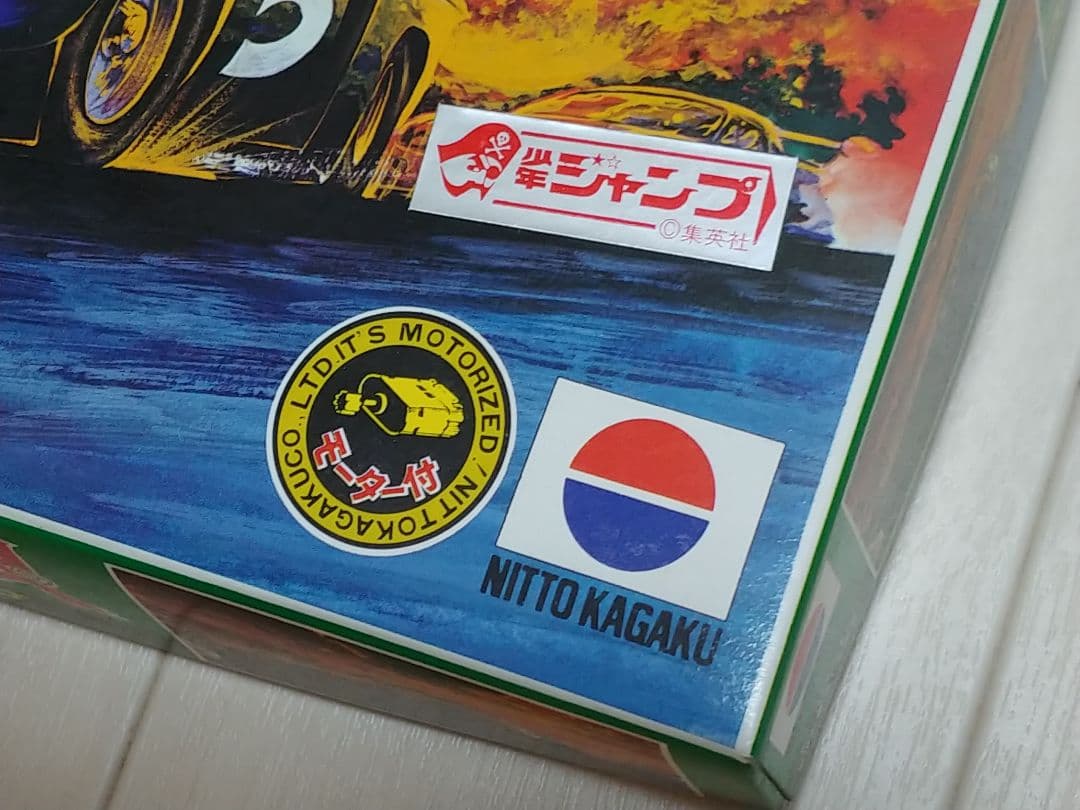 5
少年ジャンプ
©集英社
IT'S MOTORIZED! NITTOKAGAKUCO.,LTD.
モーター付
NITTO KAGAKU